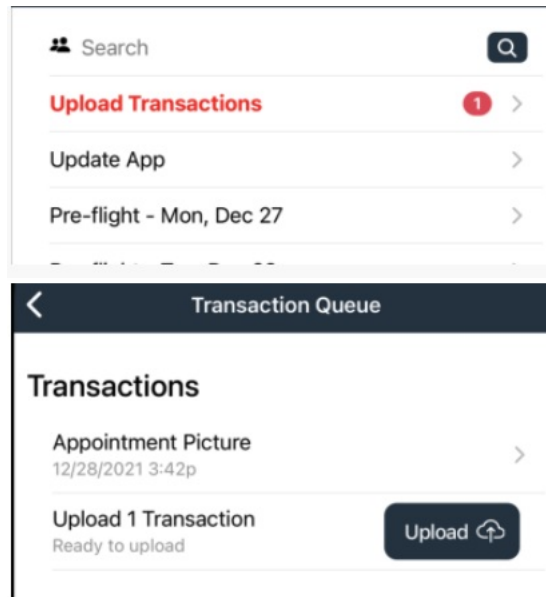 Search
Upload Transactions 1
Update App
Pre-flight - Mon, Dec 27
Transaction Queue
Transactions
Appointment Picture
12/28/2021 3:42p
Upload 1 Transaction
Ready to upload
Upload